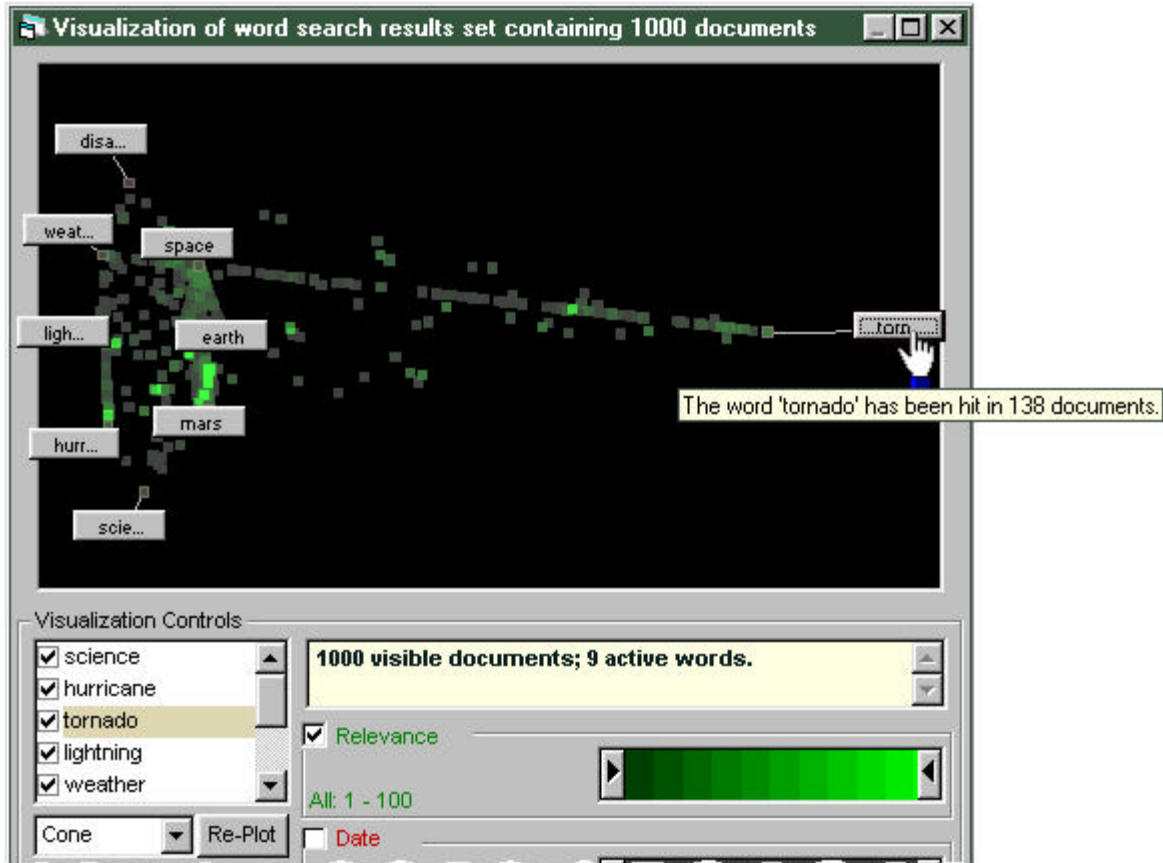 Visualization of word search results set containing 1000 documents
disa...
weat...
space
ligh...
earth
...torn...
The word 'tornado' has been hit in 138 documents.
mars
hurr...
scie...
Visualization Controls
science
hurricane
tornado
lightning
weather
1000 visible documents; 9 active words.
Relevance
All: 1 - 100
Cone
Re-Plot
Date